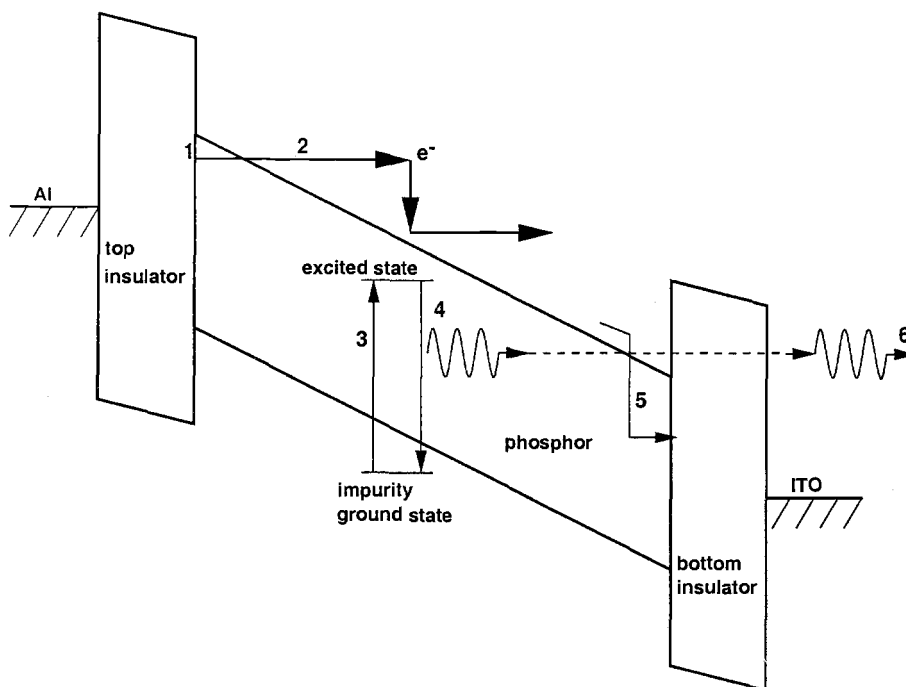 1
2
e-
Al
top
insulator
excited state
3
4
6
5
phosphor
impurity
ground state
ITO
bottom
insulator